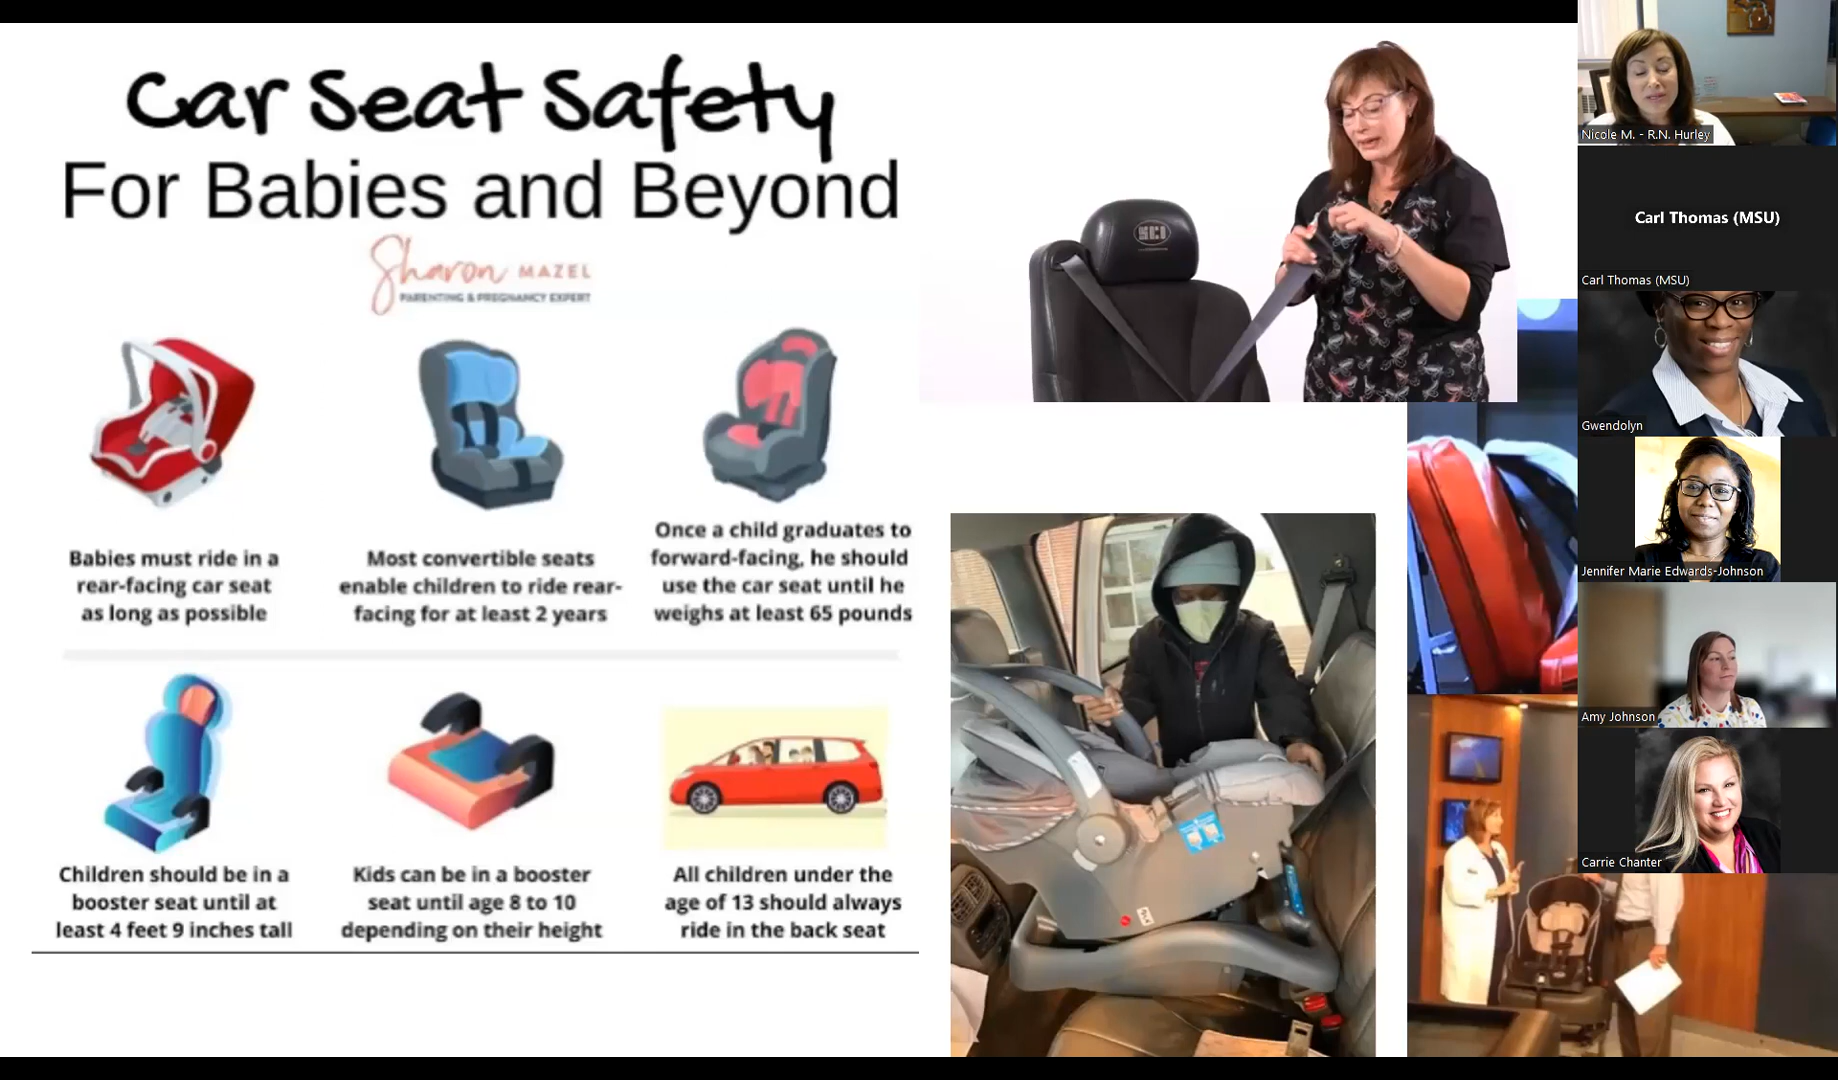 Car Seat Safety
For Babies and Beyond
Sharon MAZEL
PARENTING & PREGNANCY EXPERT
Babies must ride in a
rear-facing car seat
as long as possible
Most convertible seats
enable children to ride rear-
facing for at least 2 years
Once a child graduates to
forward-facing, he should
use the car seat until he
weighs at least 65 pounds
Children should be in a
booster seat until at
least 4 feet 9 inches tall
Kids can be in a booster
seat until age 8 to 10
depending on their height
All children under the
age of 13 should always
ride in the back seat
Nicole M. - R.N. Hurley
Carl Thomas (MSU)
Carl Thomas (MSU)
Gwendolyn
Jennifer Marie Edwards-Johnson
Amy Johnson
Carrie Chanter